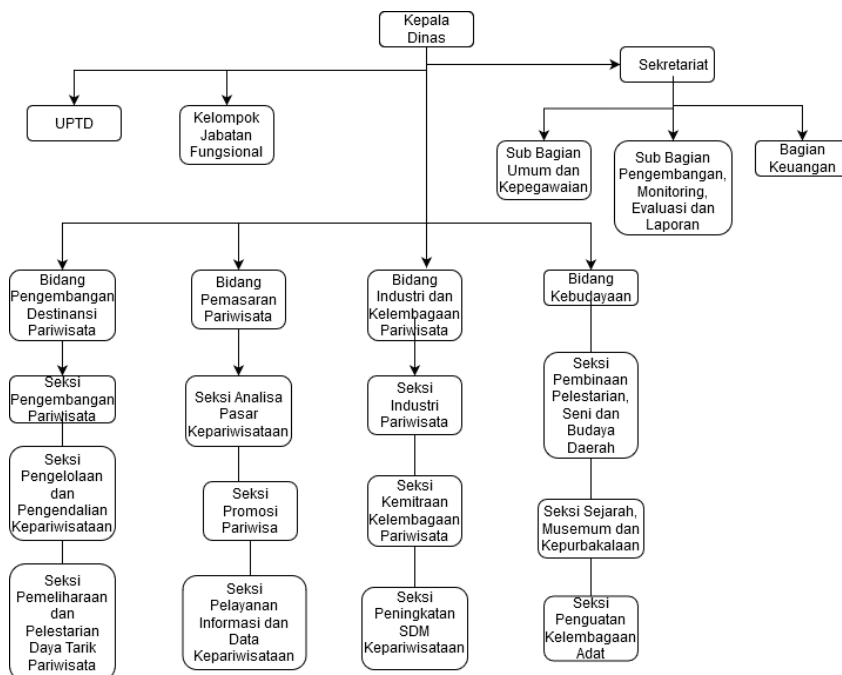 Kepala
Dinas
Sekretariat
UPTD
Kelompok
Jabatan
Fungsional
Sub Bagian
Umum dan
Kepegawaian
Sub Bagian
Pengembangan,
Monitoring,
Evaluasi dan
Laporan
Bagian
Keuangan
Bidang
Pengembangan
Destinansi
Pariwisata
Bidang
Pemasaran
Pariwisata
Bidang
Industri dan
Kelembagaan
Pariwisata
Bidang
Kebudayaan
Seksi
Pengembangan
Pariwisata
Seksi Analisa
Pasar
Kepariwisataan
Seksi
Industri
Pariwisata
Seksi
Pembinaan
Pelestarian,
Seni dan
Budaya
Daerah
Seksi
Pengelolaan
dan
Pengendalian
Kepariwisataan
Seksi
Promosi
Pariwisa
Seksi
Kemitraan
Kelembagaan
Pariwisata
Seksi Sejarah,
Musemum dan
Kepurbakalaan
Seksi
Pemeliharaan
dan
Pelestarian
Daya Tarik
Pariwisata
Seksi
Pelayanan
Informasi dan
Data
Kepariwisataan
Seksi
Peningkatan
SDM
Kepariwisataan
Seksi
Penguatan
Kelembagaan
Adat